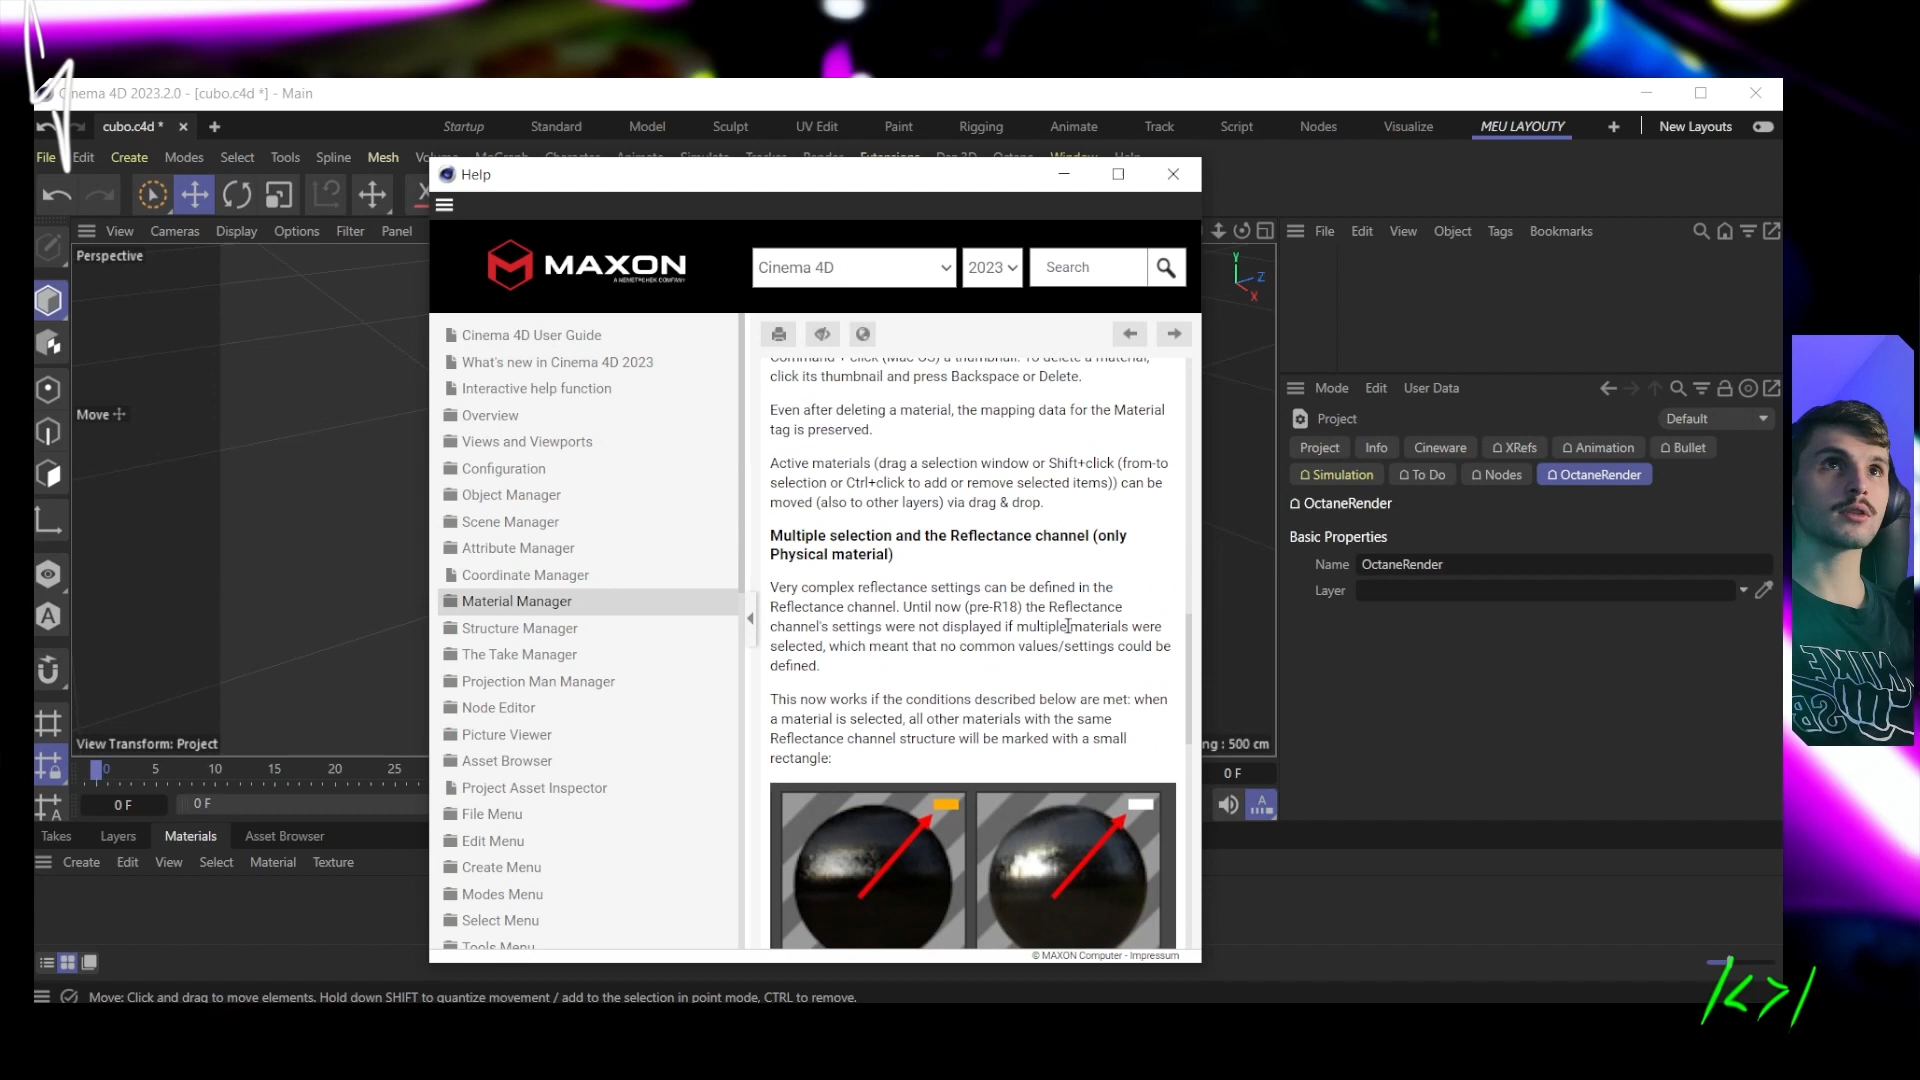 Cinema 4D 2023.2.0 - [cubo.c4d *] - Main
cubo.c4d * Startup Standard Model Sculpt UV Edit Paint Rigging Animate Track Script Nodes Visualize MEU LAYOUTY New Layouts
File Edit Create Modes Select Tools Spline Mesh
Help
View Cameras Display Options Filter Panel
Perspective
Move
View Transform: Project
0 5 10 15 20 25
0 F 0 F
Takes Layers Materials Asset Browser
Create Edit View Select Material Texture
Move: Click and drag to move elements. Hold down SHIFT to quantize movement / add to the selection in point mode, CTRL to remove.
MAXON
A NEMETSCHEK COMPANY
Cinema 4D 2023 Search
Cinema 4D User Guide
What's new in Cinema 4D 2023
Interactive help function
Overview
Views and Viewports
Configuration
Object Manager
Scene Manager
Attribute Manager
Coordinate Manager
Material Manager
Structure Manager
The Take Manager
Projection Man Manager
Node Editor
Picture Viewer
Asset Browser
Project Asset Inspector
File Menu
Edit Menu
Create Menu
Modes Menu
Select Menu
Tools Menu
Command + click (Mac OS) a thumbnail. To delete a material,
click its thumbnail and press Backspace or Delete.
Even after deleting a material, the mapping data for the Material
tag is preserved.
Active materials (drag a selection window or Shift+click (from-to
selection or Ctrl+click to add or remove selected items)) can be
moved (also to other layers) via drag & drop.
Multiple selection and the Reflectance channel (only
Physical material)
Very complex reflectance settings can be defined in the
Reflectance channel. Until now (pre-R18) the Reflectance
channel's settings were not displayed if multiple materials were
selected, which meant that no common values/settings could be
defined.
This now works if the conditions described below are met: when
a material is selected, all other materials with the same
Reflectance channel structure will be marked with a small
rectangle:
© MAXON Computer - Impressum
Y
Z
X
ng : 500 cm
0 F
File Edit View Object Tags Bookmarks
Mode Edit User Data
Project Default
Project Info Cineware XRefs Animation Bullet
Simulation To Do Nodes OctaneRender
OctaneRender
Basic Properties
Name OctaneRender
Layer